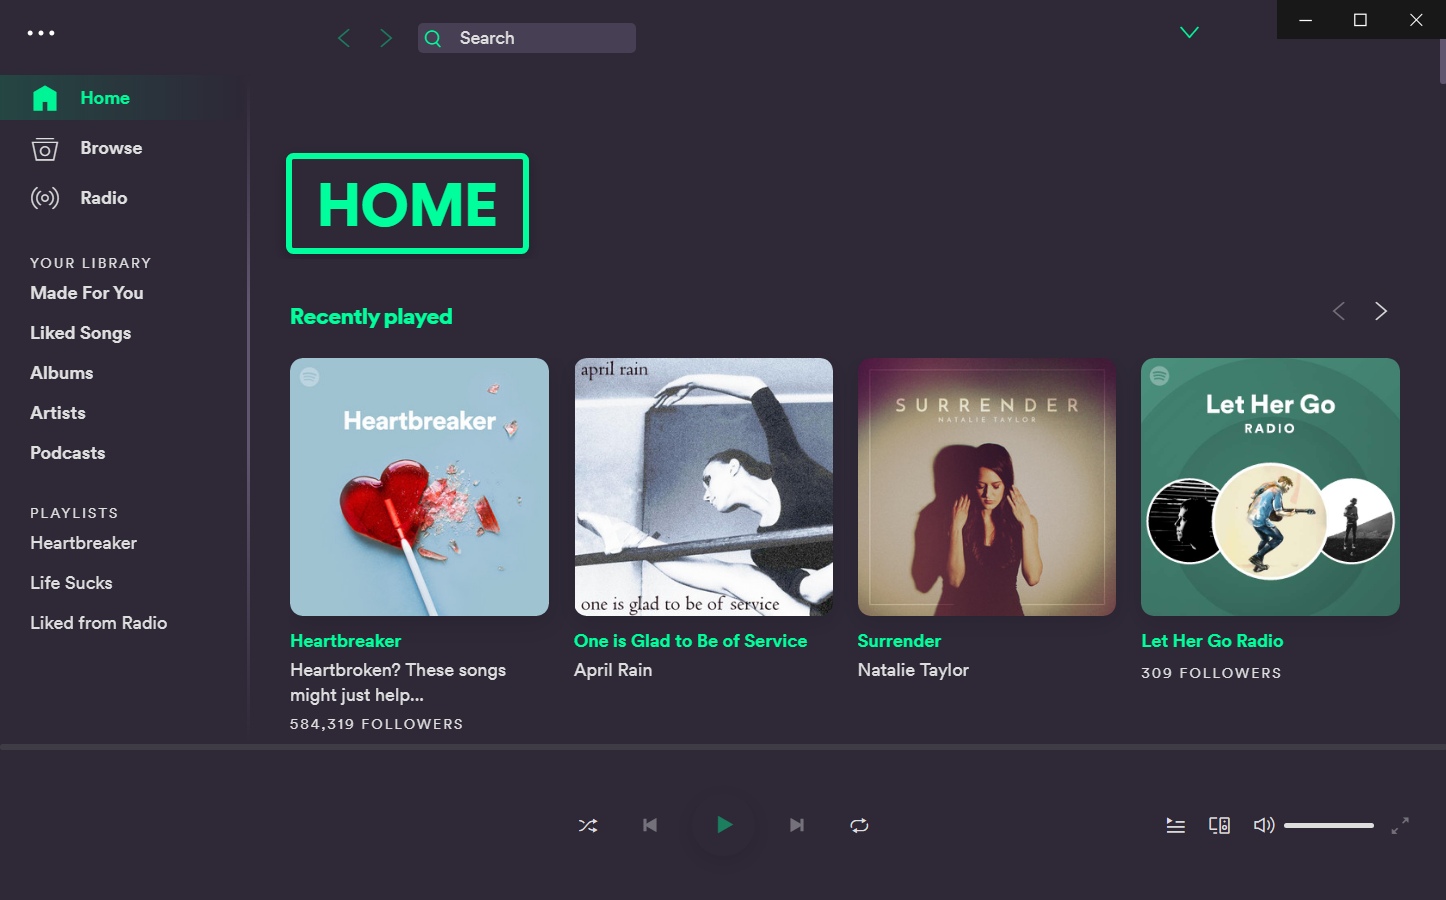 Search
Home
Browse
Radio
YOUR LIBRARY
Made For You
Liked Songs
Albums
Artists
Podcasts
PLAYLISTS
Heartbreaker
Life Sucks
Liked from Radio
HOME
Recently played
Heartbreaker
Heartbreaker
Heartbroken? These songs
might just help...
584,319 FOLLOWERS
april rain
one is glad to be of service
One is Glad to Be of Service
April Rain
SURRENDER
NATALIE TAYLOR
Surrender
Natalie Taylor
Let Her Go
RADIO
Let Her Go Radio
309 FOLLOWERS